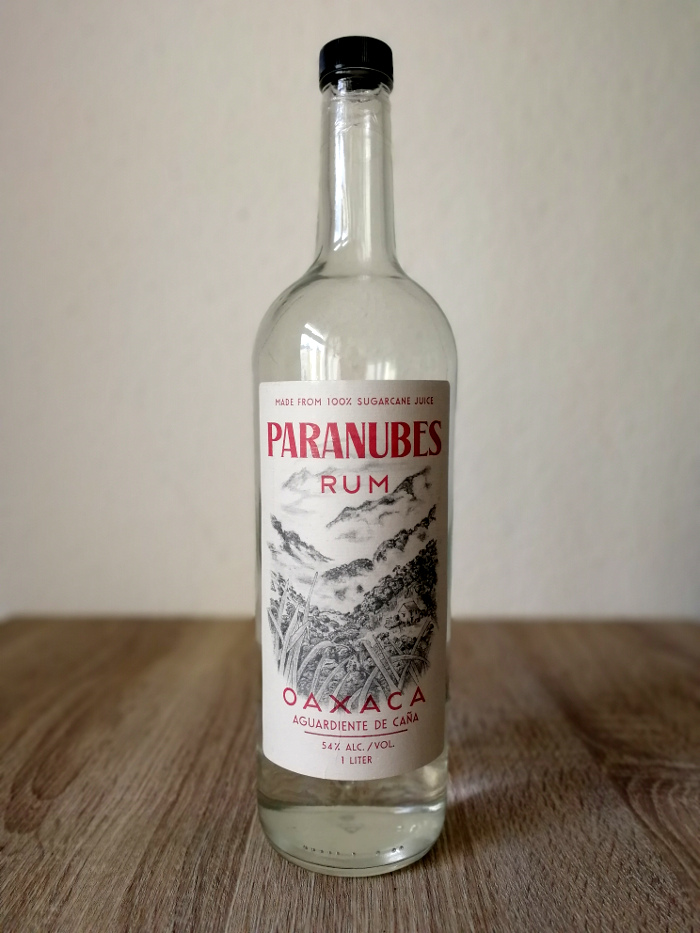 MADE FROM 100% SUGARCANE JUICE
PARANUBES
RUM
OAXACA
AGUARDIENTE DE CAÑA
54% ALC./VOL.
1 LITER